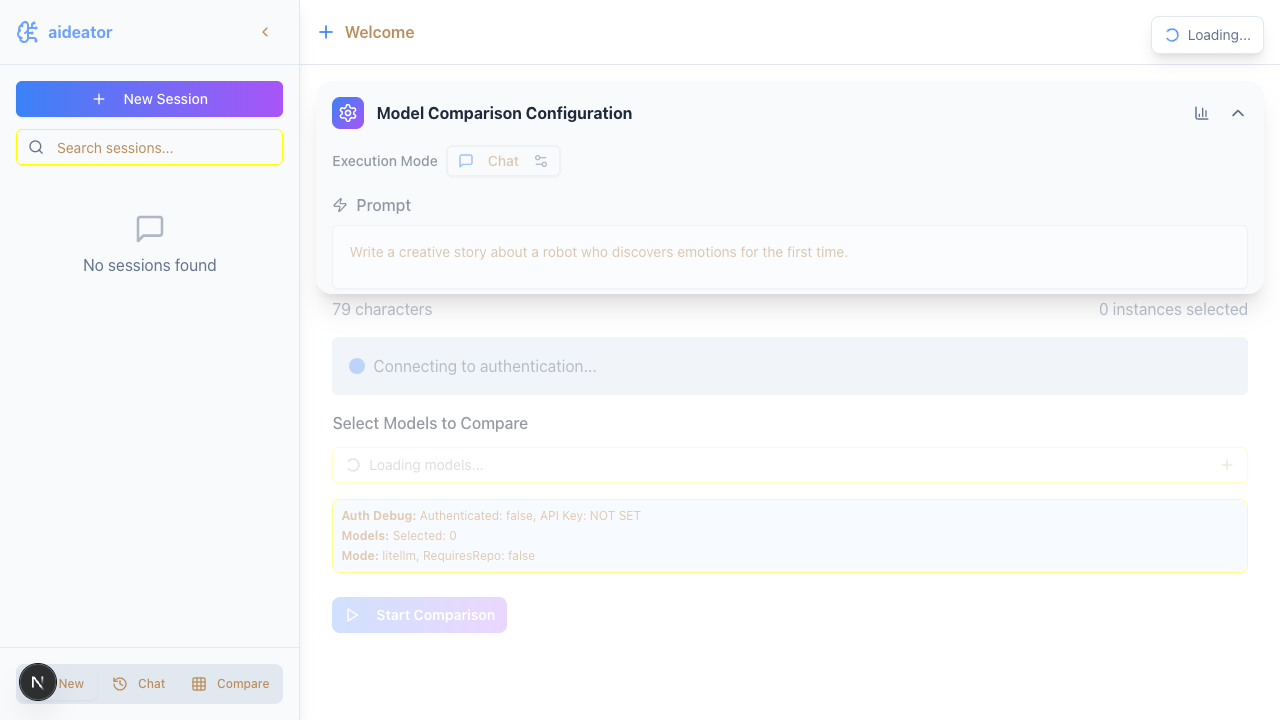 aideator
Welcome
Loading...
New Session
Search sessions...
No sessions found
Model Comparison Configuration
Execution Mode
Chat
Prompt
Write a creative story about a robot who discovers emotions for the first time.
79 characters
0 instances selected
Connecting to authentication...
Select Models to Compare
Loading models...
Auth Debug: Authenticated: false, API Key: NOT SET
Models: Selected: 0
Mode: litellm, RequiresRepo: false
Start Comparison
N
New
Chat
Compare